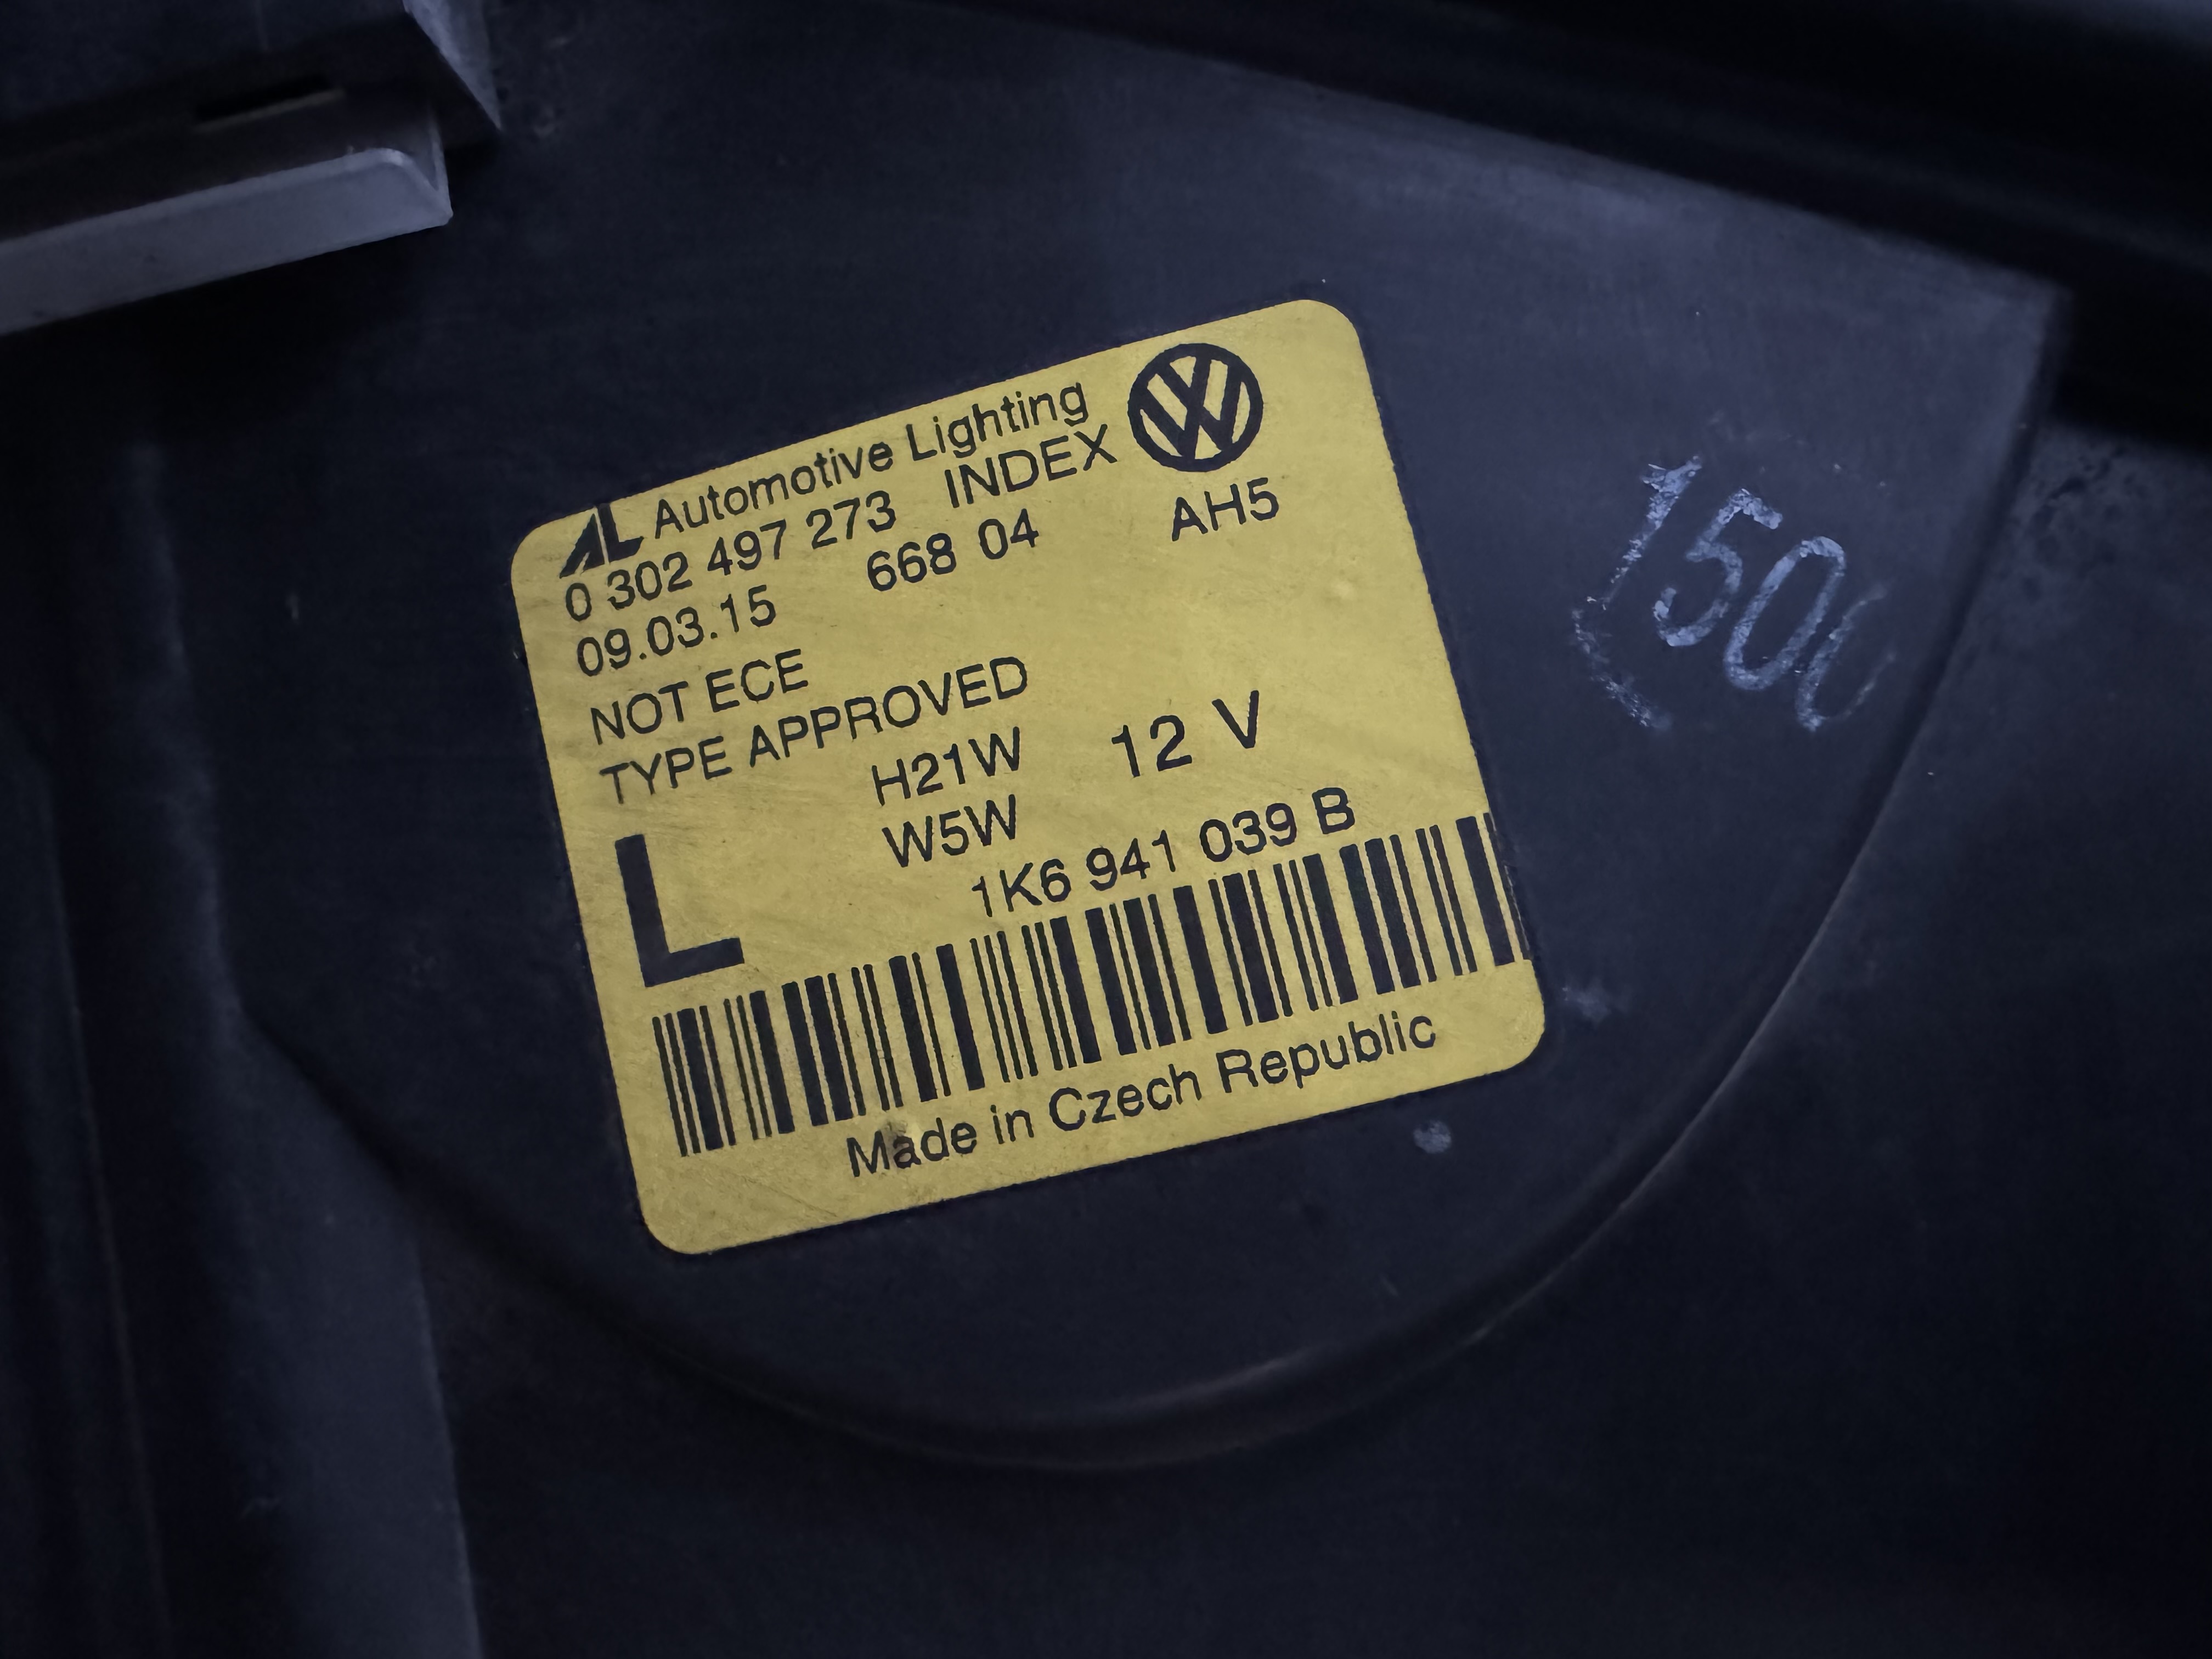 AL Automotive Lighting
0 302 497 273 INDEX
09.03.15 668 04 AH5
NOT ECE
TYPE APPROVED
H21W 12 V
W5W
L
1K6 941 039 B
Made in Czech Republic
150